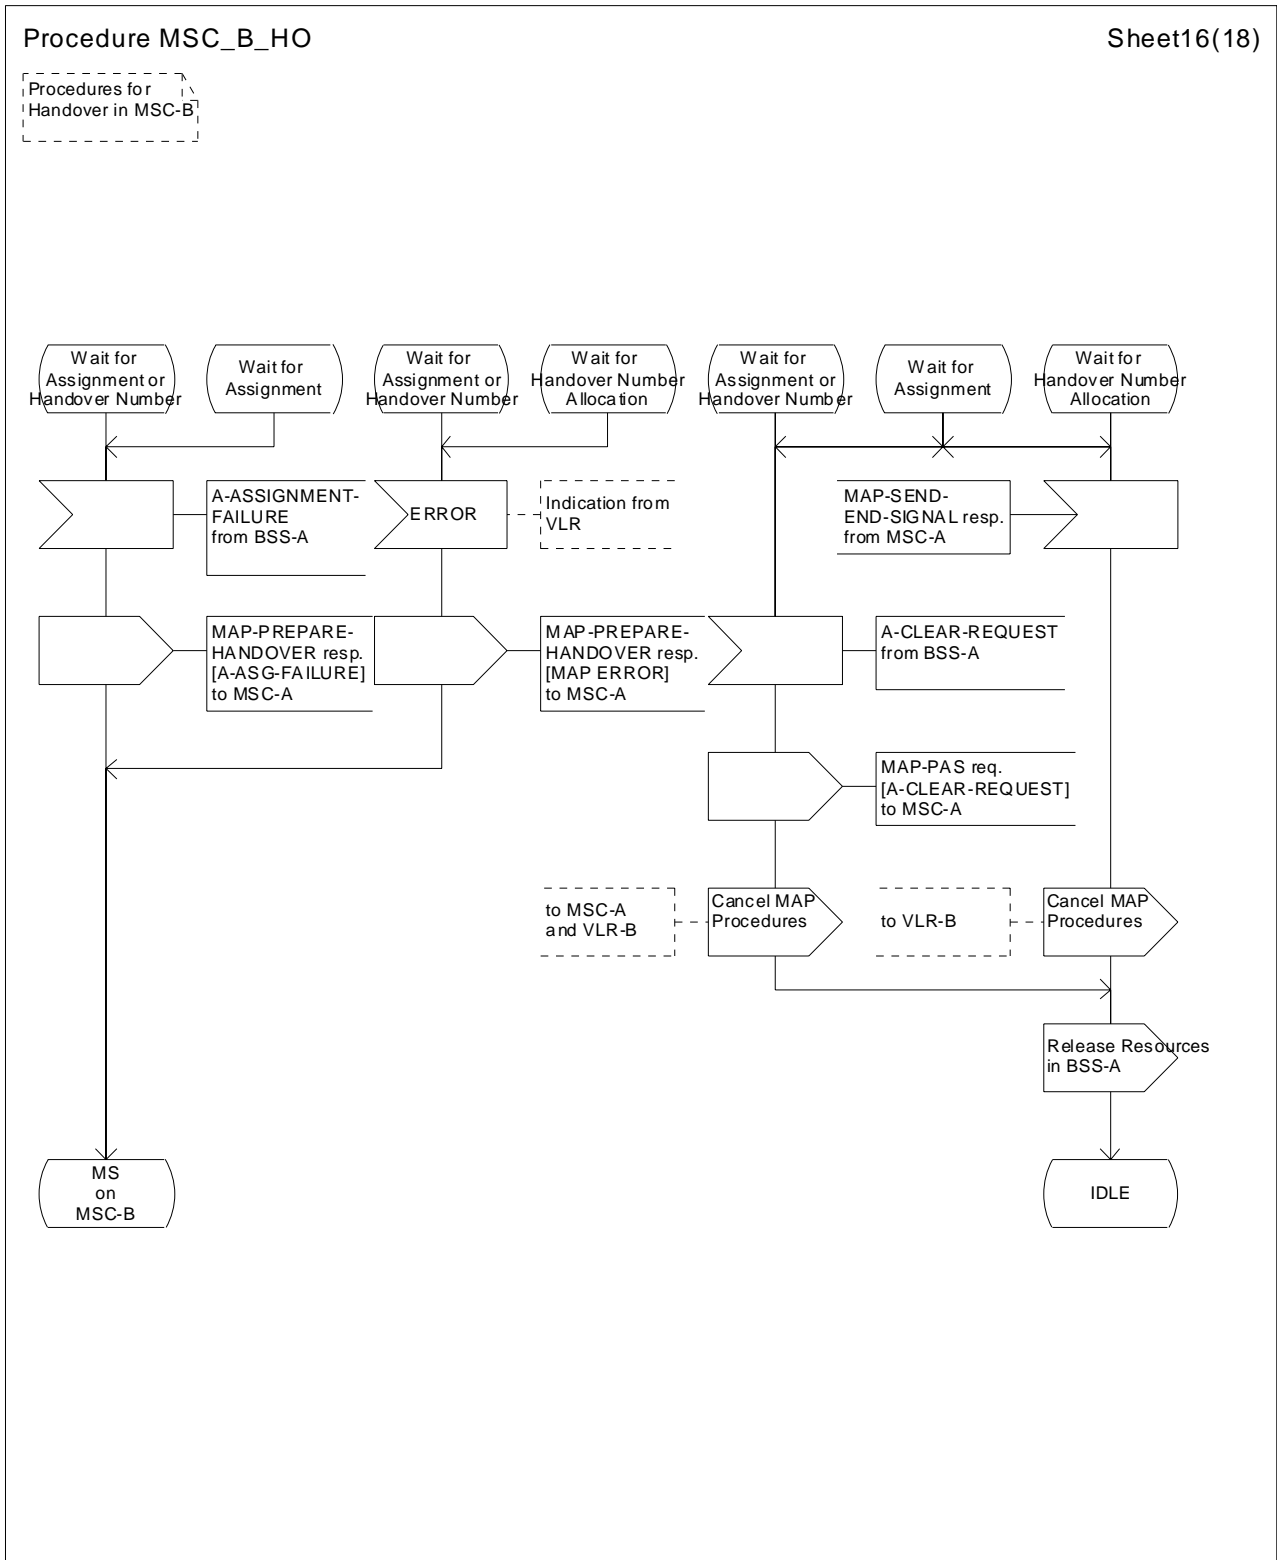 Procedure MSC_B_HO
Sheet16(18)
Procedures for
Handover in MSC-B
Wait for
Assignment or
Handover Number
Wait for
Assignment
Wait for
Assignment or
Handover Number
Wait for
Handover Number
Allocation
Wait for
Assignment or
Handover Number
Wait for
Assignment
Wait for
Handover Number
Allocation
A-ASSIGNMENT-
FAILURE
from BSS-A
ERROR
Indication from
VLR
MAP-SEND-
END-SIGNAL resp.
from MSC-A
MAP-PREPARE-
HANDOVER resp.
[A-ASG-FAILURE]
to MSC-A
MAP-PREPARE-
HANDOVER resp.
[MAP ERROR]
to MSC-A
A-CLEAR-REQUEST
from BSS-A
MAP-PAS req.
[A-CLEAR-REQUEST]
to MSC-A
to MSC-A
and VLR-B
Cancel MAP
Procedures
to VLR-B
Cancel MAP
Procedures
Release Resources
in BSS-A
MS
on
MSC-B
IDLE